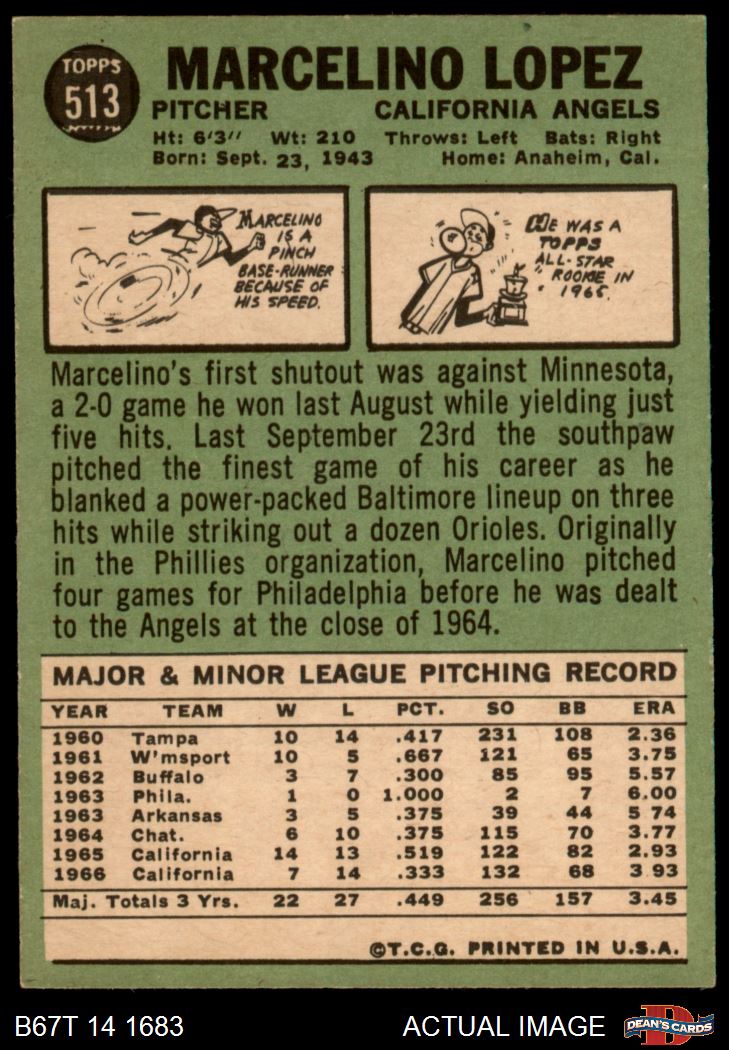 TOPPS
513
MARCELINO LOPEZ
PITCHER CALIFORNIA ANGELS
Ht: 6'3" Wt: 210 Throws: Left Bats: Right
Born: Sept. 23, 1943 Home: Anaheim, Cal.
MARCELINO
IS A
PINCH
BASE-RUNNER
BECAUSE OF
HIS SPEED.
HE WAS A
TOPPS
ALL-STAR
ROOKIE IN
1965.
Marcelino's first shutout was against Minnesota,
a 2-0 game he won last August while yielding just
five hits. Last September 23rd the southpaw
pitched the finest game of his career as he
blanked a power-packed Baltimore lineup on three
hits while striking out a dozen Orioles. Originally
in the Phillies organization, Marcelino pitched
four games for Philadelphia before he was dealt
to the Angels at the close of 1964.
MAJOR & MINOR LEAGUE PITCHING RECORD
YEAR TEAM W L PCT. SO BB ERA
1960 Tampa 10 14 .417 231 108 2.36
1961 W'msport 10 5 .667 121 65 3.75
1962 Buffalo 3 7 .300 85 95 5.57
1963 Phila. 1 0 1.000 2 7 6.00
1963 Arkansas 3 5 .375 39 44 5 74
1964 Chat. 6 10 .375 115 70 3.77
1965 California 14 13 .519 122 82 2.93
1966 California 7 14 .333 132 68 3 93
Maj. Totals 3 Yrs. 22 27 .449 256 157 3.45
©T.C.G. PRINTED IN U.S.A.
B67T 14 1683 ACTUAL IMAGE
D
DEAN'S CARDS